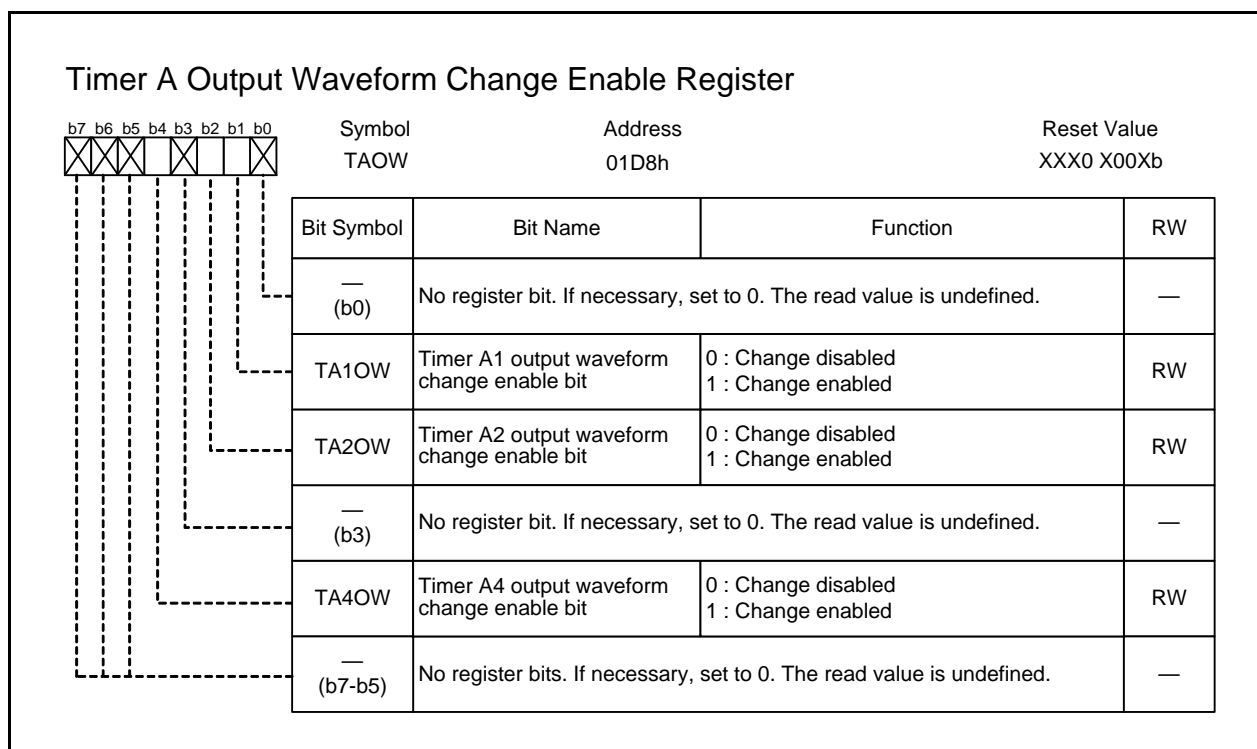 Timer A Output Waveform Change Enable Register
b7 b6 b5 b4 b3 b2 b1 b0
Symbol Address Reset Value
TAOW 01D8h XXX0 X00Xb
Bit Symbol Bit Name Function RW
—
(b0)
No register bit. If necessary, set to 0. The read value is undefined.
—
TA1OW
Timer A1 output waveform
change enable bit
0 : Change disabled
1 : Change enabled
RW
TA2OW
Timer A2 output waveform
change enable bit
0 : Change disabled
1 : Change enabled
RW
—
(b3)
No register bit. If necessary, set to 0. The read value is undefined.
—
TA4OW
Timer A4 output waveform
change enable bit
0 : Change disabled
1 : Change enabled
RW
—
(b7-b5)
No register bits. If necessary, set to 0. The read value is undefined.
—